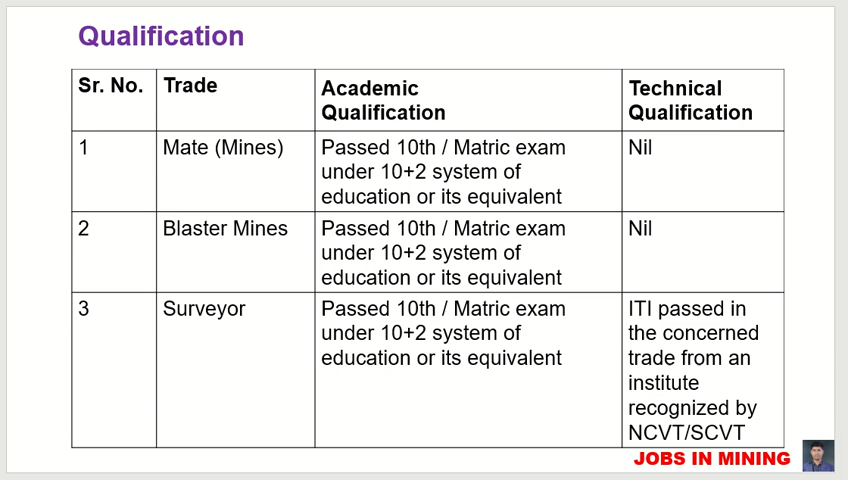 Qualification
Sr. No. Trade Academic Qualification Technical Qualification
1 Mate (Mines) Passed 10th / Matric exam Nil
under 10+2 system of
education or its equivalent
2 Blaster Mines Passed 10th / Matric exam Nil
under 10+2 system of
education or its equivalent
3 Surveyor Passed 10th / Matric exam ITI passed in
under 10+2 system of the concerned
education or its equivalent trade from an
institute
recognized by
NCVT/SCVT
JOBS IN MINING